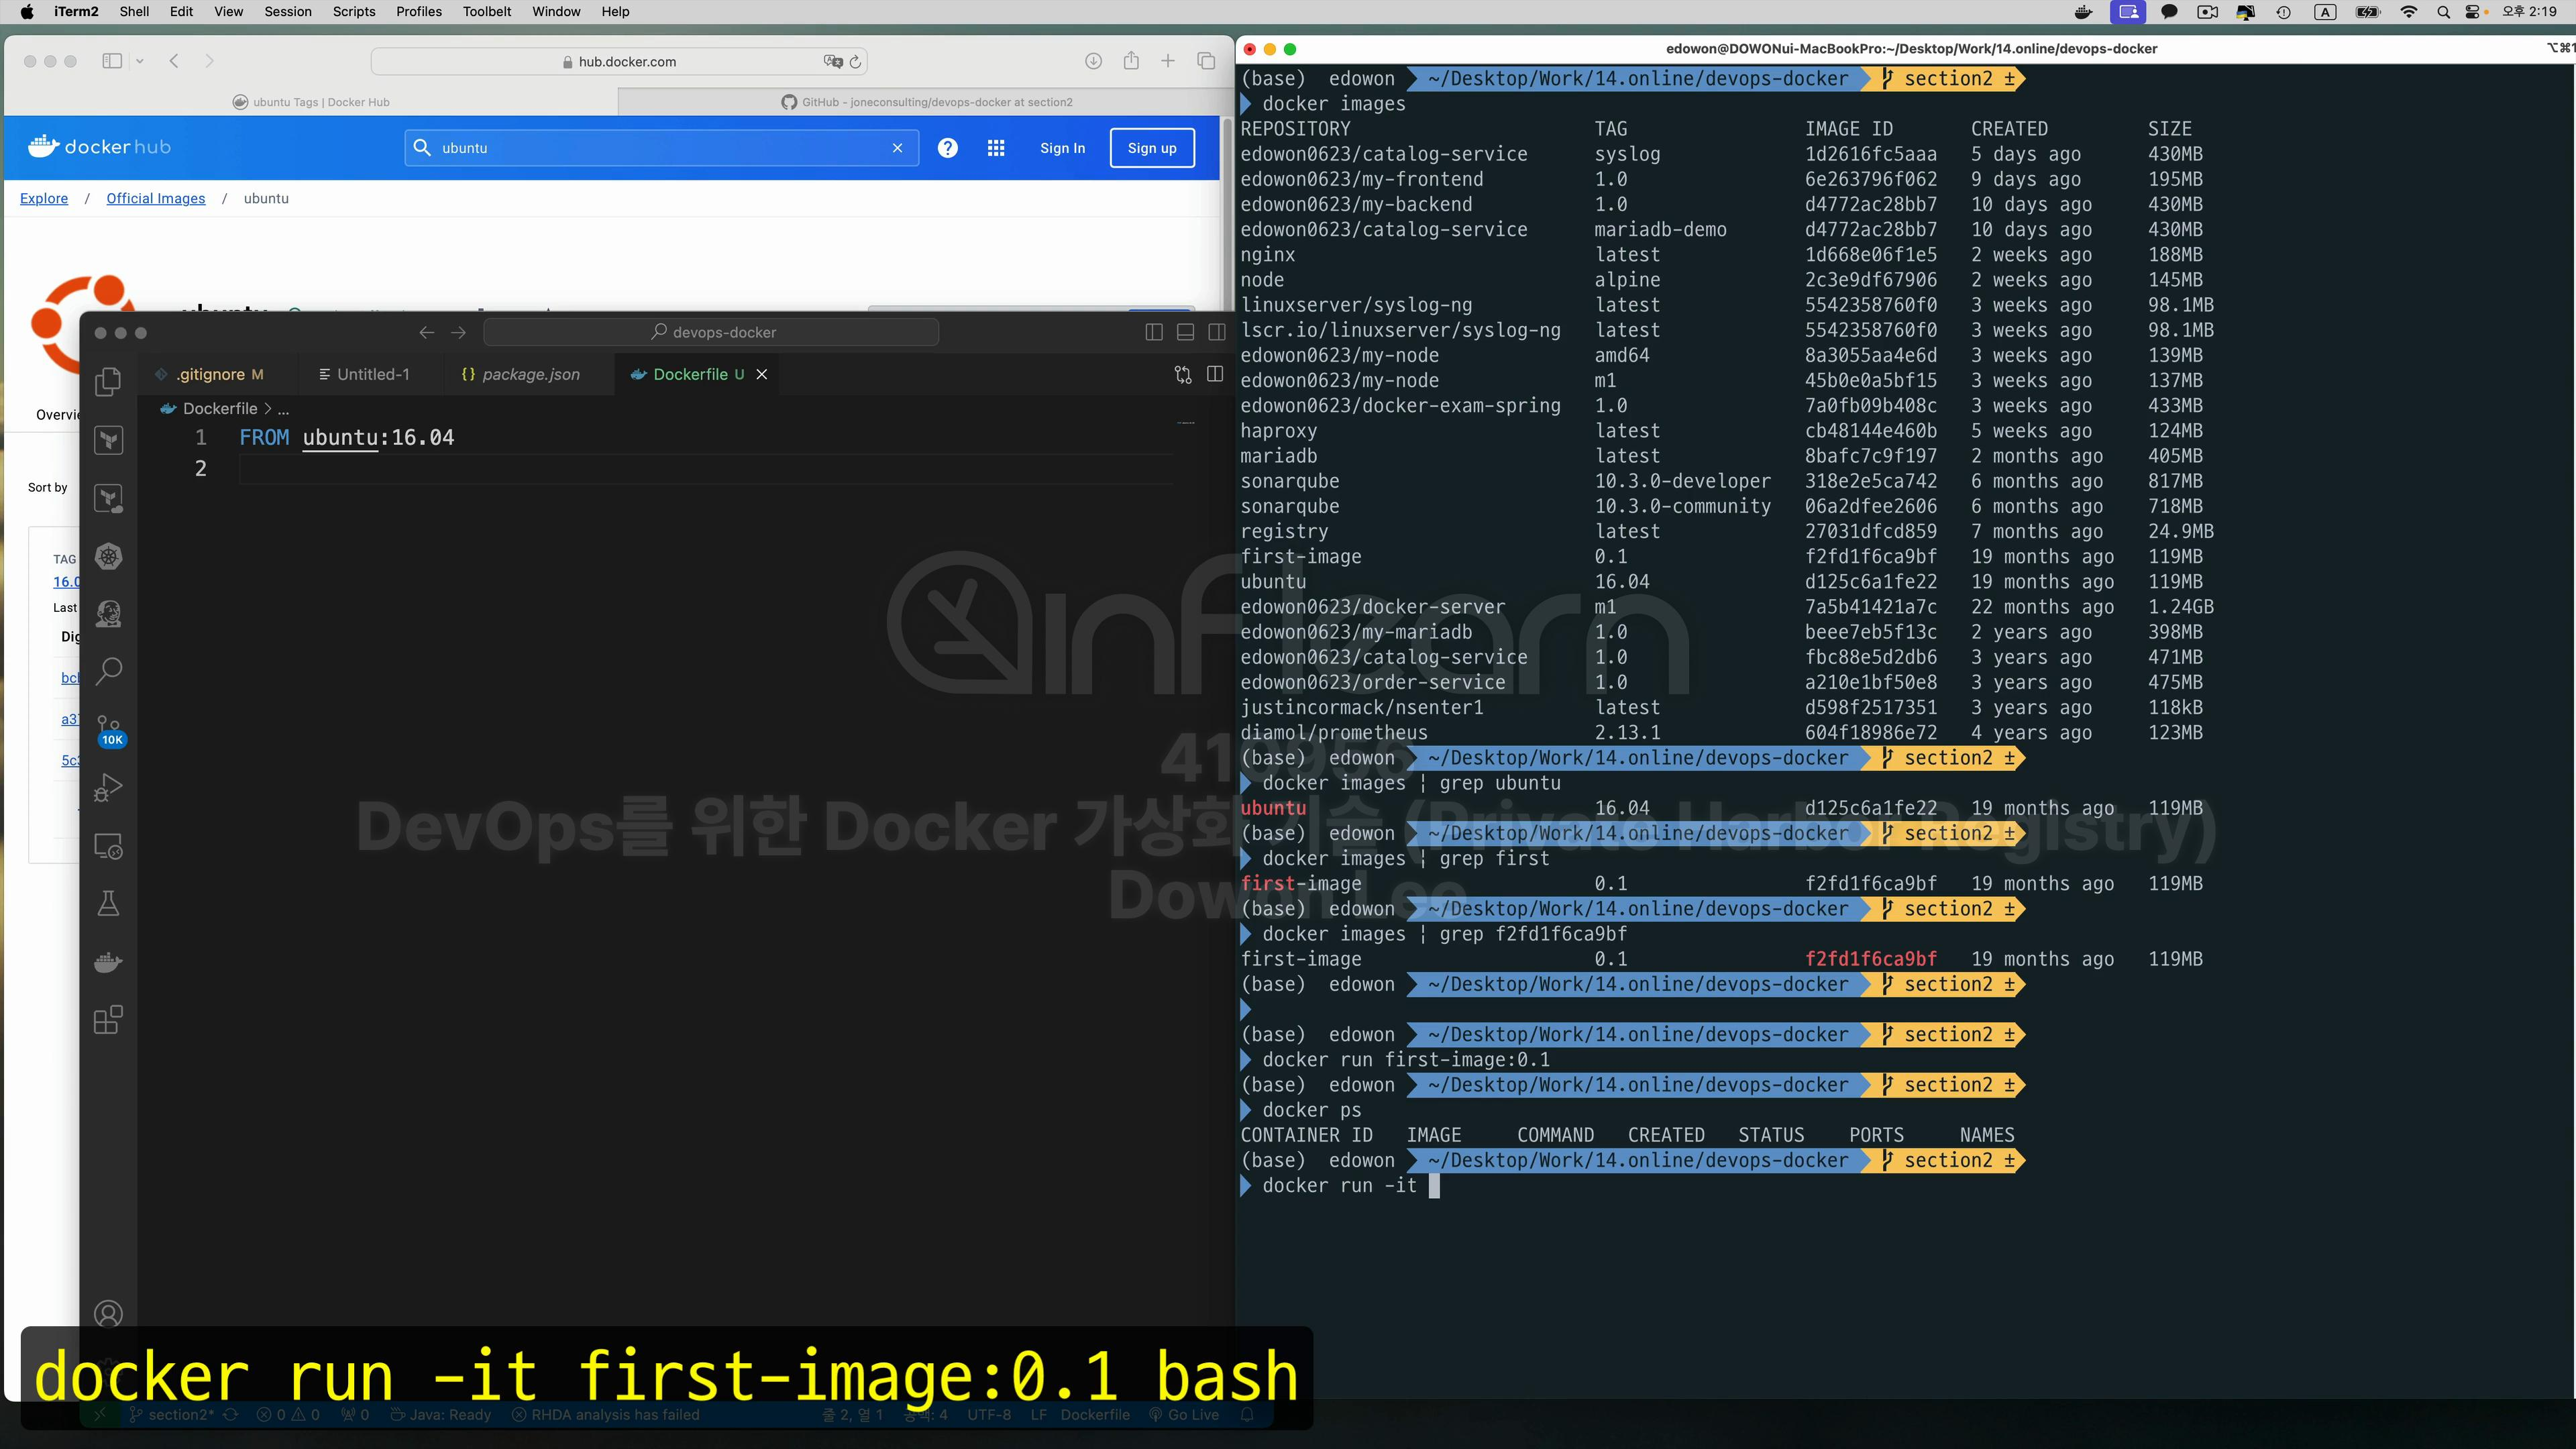 iTerm2 Shell Edit View Session Scripts Profiles Toolbelt Window Help
A 오후 2:19
hub.docker.com
ubuntu Tags | Docker Hub
GitHub - joneconsulting/devops-docker at section2
docker hub
ubuntu
Sign In
Sign up
Explore / Official Images / ubuntu
Overvie
Sort by
TAG
16.0
Last
Dig
bcl
a37
5c3
devops-docker
.gitignore M
Untitled-1
{} package.json
Dockerfile U
Dockerfile > ...
1 FROM ubuntu:16.04
2
10K
section2* 0 0 0 Java: Ready RHDA analysis has failed
줄 2, 열 1 공백: 4 UTF-8 LF Dockerfile Go Live
docker run -it first-image:0.1 bash
inflearn
410956
DevOps를 위한 Docker 가상화 기술 (Private Harbor Registry)
Dowon Lee
edowon@DOWONui-MacBookPro:~/Desktop/Work/14.online/devops-docker
(base) edowon ~/Desktop/Work/14.online/devops-docker section2 ±
docker images
REPOSITORY TAG IMAGE ID CREATED SIZE
edowon0623/catalog-service syslog 1d2616fc5aaa 5 days ago 430MB
edowon0623/my-frontend 1.0 6e263796f062 9 days ago 195MB
edowon0623/my-backend 1.0 d4772ac28bb7 10 days ago 430MB
edowon0623/catalog-service mariadb-demo d4772ac28bb7 10 days ago 430MB
nginx latest 1d668e06f1e5 2 weeks ago 188MB
node alpine 2c3e9df67906 2 weeks ago 145MB
linuxserver/syslog-ng latest 5542358760f0 3 weeks ago 98.1MB
lscr.io/linuxserver/syslog-ng latest 5542358760f0 3 weeks ago 98.1MB
edowon0623/my-node amd64 8a3055aa4e6d 3 weeks ago 139MB
edowon0623/my-node m1 45b0e0a5bf15 3 weeks ago 137MB
edowon0623/docker-exam-spring 1.0 7a0fb09b408c 3 weeks ago 433MB
haproxy latest cb48144e460b 5 weeks ago 124MB
mariadb latest 8bafc7c9f197 2 months ago 405MB
sonarqube 10.3.0-developer 318e2e5ca742 6 months ago 817MB
sonarqube 10.3.0-community 06a2dfee2606 6 months ago 718MB
registry latest 27031dfcd859 7 months ago 24.9MB
first-image 0.1 f2fd1f6ca9bf 19 months ago 119MB
ubuntu 16.04 d125c6a1fe22 19 months ago 119MB
edowon0623/docker-server m1 7a5b41421a7c 22 months ago 1.24GB
edowon0623/my-mariadb 1.0 beee7eb5f13c 2 years ago 398MB
edowon0623/catalog-service 1.0 fbc88e5d2db6 3 years ago 471MB
edowon0623/order-service 1.0 a210e1bf50e8 3 years ago 475MB
justincormack/nsenter1 latest d598f2517351 3 years ago 118kB
diamol/prometheus 2.13.1 604f18986e72 4 years ago 123MB
(base) edowon ~/Desktop/Work/14.online/devops-docker section2 ±
docker images | grep ubuntu
ubuntu 16.04 d125c6a1fe22 19 months ago 119MB
(base) edowon ~/Desktop/Work/14.online/devops-docker section2 ±
docker images | grep first
first-image 0.1 f2fd1f6ca9bf 19 months ago 119MB
(base) edowon ~/Desktop/Work/14.online/devops-docker section2 ±
docker images | grep f2fd1f6ca9bf
first-image 0.1 f2fd1f6ca9bf 19 months ago 119MB
(base) edowon ~/Desktop/Work/14.online/devops-docker section2 ±
(base) edowon ~/Desktop/Work/14.online/devops-docker section2 ±
docker run first-image:0.1
(base) edowon ~/Desktop/Work/14.online/devops-docker section2 ±
docker ps
CONTAINER ID IMAGE COMMAND CREATED STATUS PORTS NAMES
(base) edowon ~/Desktop/Work/14.online/devops-docker section2 ±
docker run -it